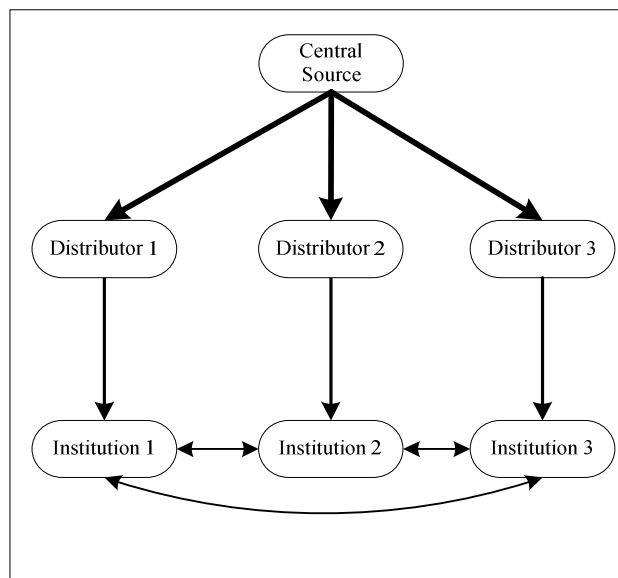 Central
Source
Distributor 1
Distributor 2
Distributor 3
Institution 1
Institution 2
Institution 3